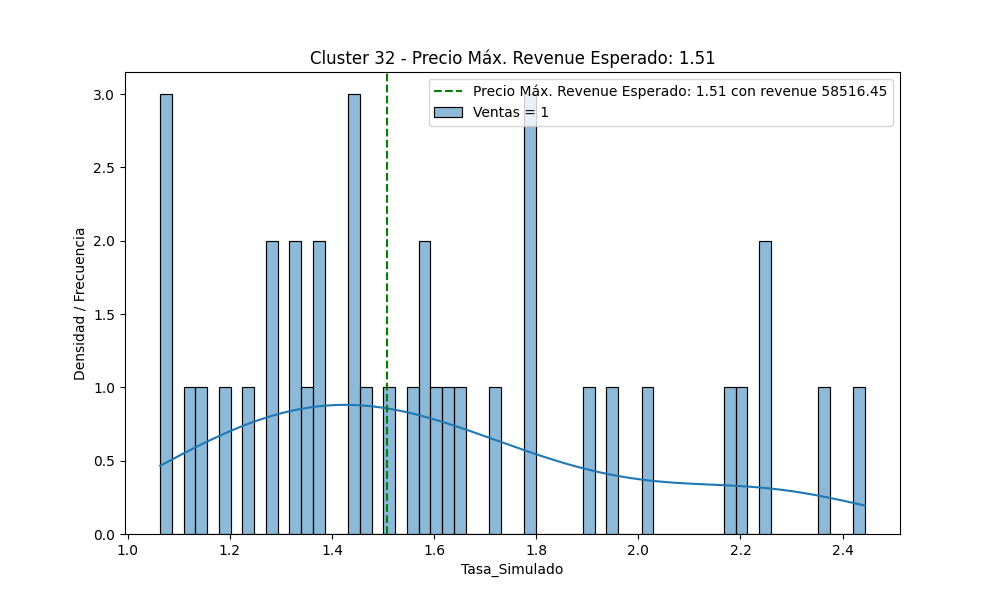 Cluster 32 - Precio Máx. Revenue Esperado: 1.51
Precio Máx. Revenue Esperado: 1.51 con revenue 58516.45
Ventas = 1
Densidad / Frecuencia
3.0
2.5
2.0
1.5
1.0
0.5
0.0
1.0 1.2 1.4 1.6 1.8 2.0 2.2 2.4
Tasa_Simulado